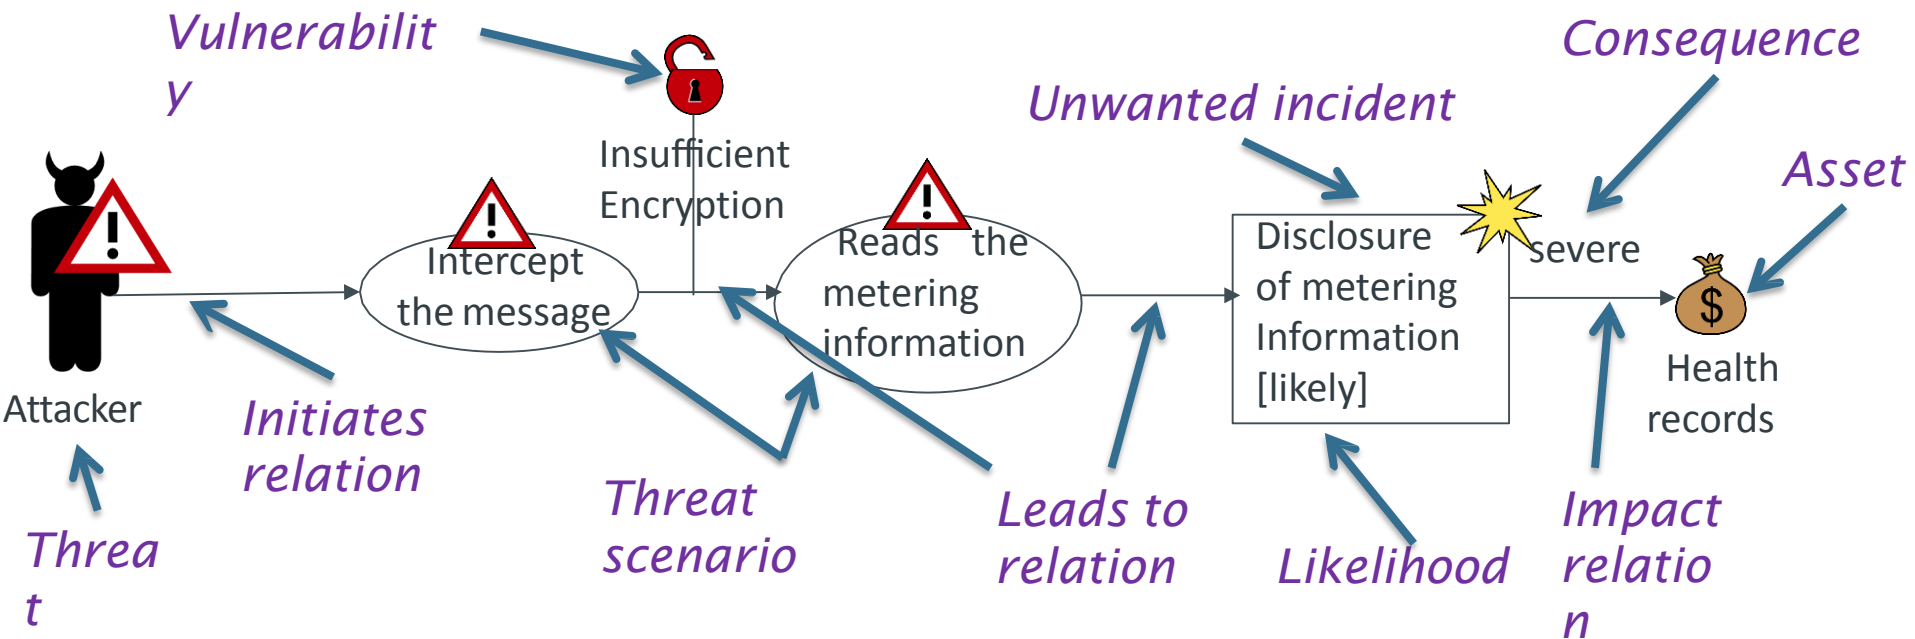 Vulnerabilit
y
Consequence
Unwanted incident
Asset
Insufficient
Encryption
Intercept
the message
Reads the
metering
information
Disclosure
of metering
Information
[likely]
severe
$
Health
records
Attacker
Initiates
relation
Threa
t
Threat
scenario
Leads to
relation
Likelihood
Impact
relatio
n